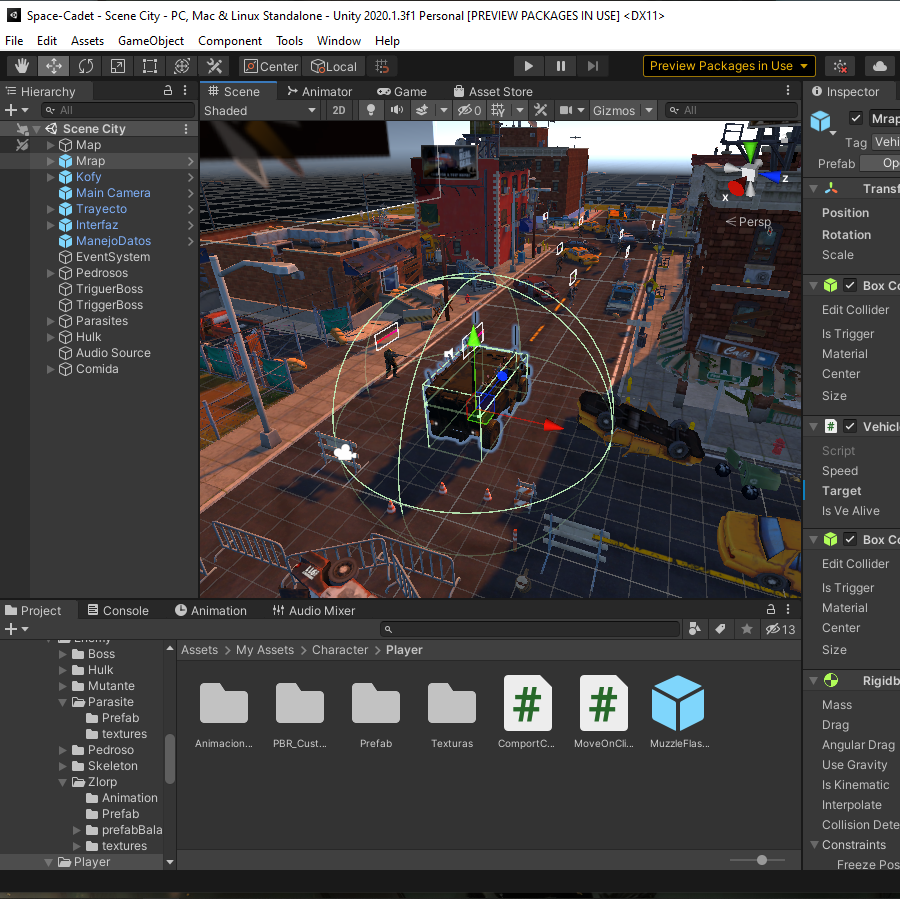 Space-Cadet - Scene City - PC, Mac & Linux Standalone - Unity 2020.1.3f1 Personal [PREVIEW PACKAGES IN USE] <DX11>
File Edit Assets GameObject Component Tools Window Help
Center Local Preview Packages in Use
Hierarchy Scene Animator Game Asset Store Inspector
All Shaded 2D 0 Gizmos All
Scene City
Map
Mrap
Kofy
Main Camera
Trayecto
Interfaz
ManejoDatos
EventSystem
Pedrosos
TriguerBoss
TriggerBoss
Parasites
Hulk
Audio Source
Comida
x
z
Persp
Mrap
Tag Vehi
Prefab Op
Transf
Position
Rotation
Scale
Box Co
Edit Collider
Is Trigger
Material
Center
Size
Vehicle
Script
Speed
Target
Is Ve Alive
Box Co
Edit Collider
Is Trigger
Material
Center
Size
Rigidb
Mass
Drag
Angular Drag
Use Gravity
Is Kinematic
Interpolate
Collision Dete
Constraints
Freeze Pos
Project Console Animation Audio Mixer
13
Enemy
Boss
Hulk
Mutante
Parasite
Prefab
textures
Pedroso
Skeleton
Zlorp
Animation
Prefab
prefabBala
textures
Player
Assets > My Assets > Character > Player
Animacion... PBR_Cust... Prefab Texturas ComportC... MoveOnCli... MuzzleFlas...